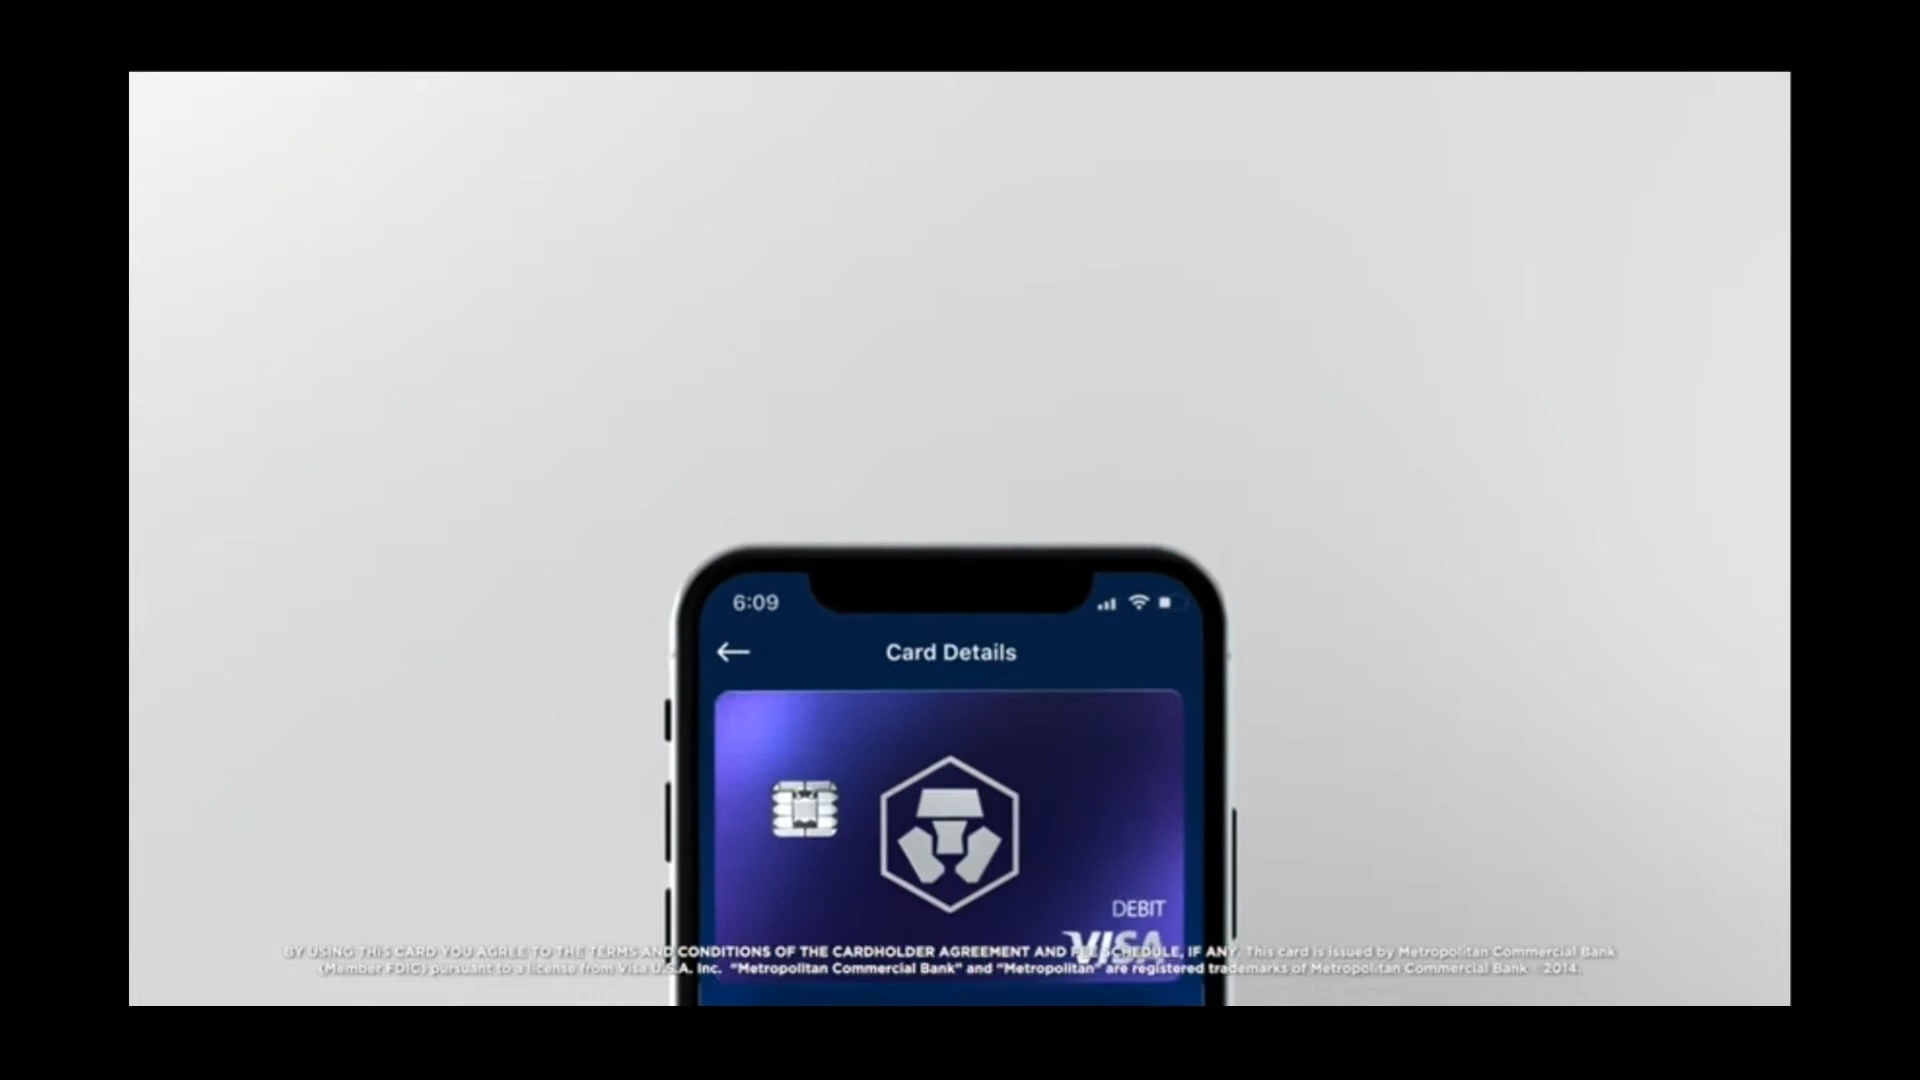 6:09
Card Details
DEBIT
VISA
BY USING THIS CARD YOU AGREE TO THE TERMS AND CONDITIONS OF THE CARDHOLDER AGREEMENT AND FEE SCHEDULE, IF ANY. This card is issued by Metropolitan Commercial Bank
(Member FDIC) pursuant to a license from Visa U.S.A. Inc. "Metropolitan Commercial Bank" and "Metropolitan" are registered trademarks of Metropolitan Commercial Bank 2014.